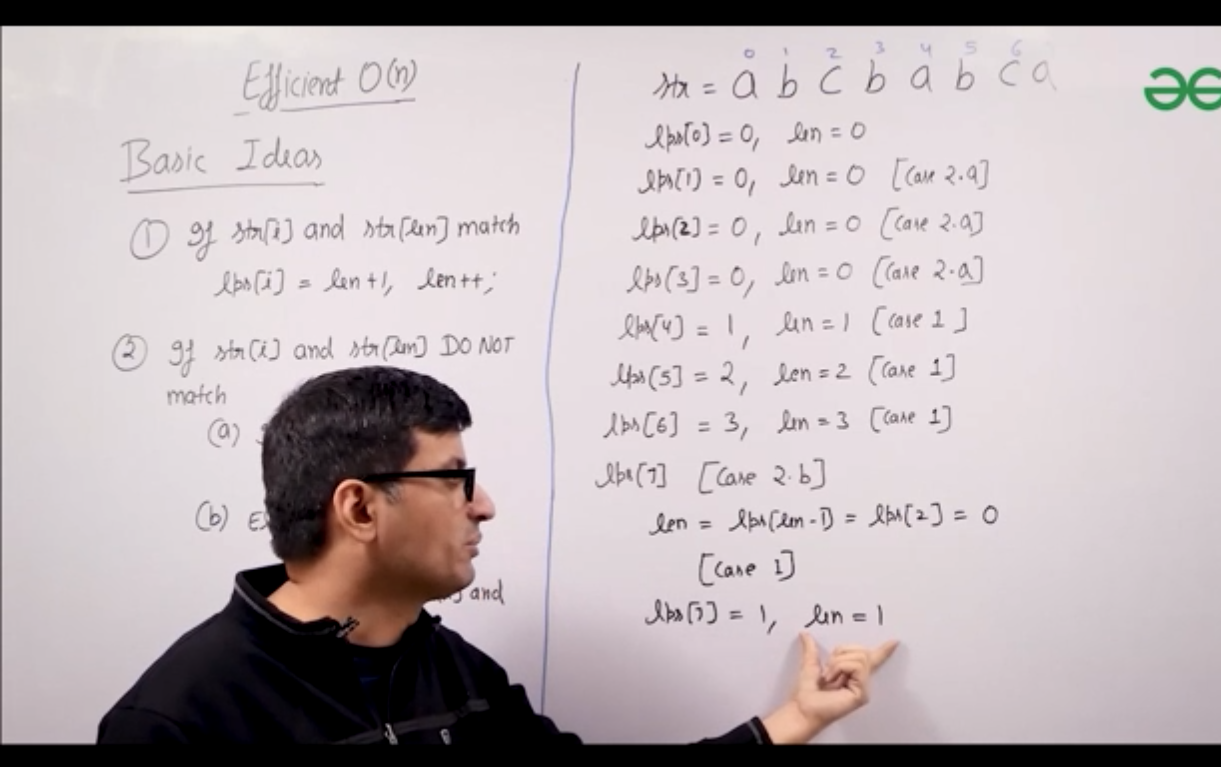 Efficient O(n)
Basic Ideas
① If str[i] and str[len] match
lps[i] = len+1, len++;
② If str[i] and str[len] DO NOT
match
(a)
(b)
and
0 1 2 3 4 5 6
str = a b c b a b c a
lps[0] = 0, len = 0
lps[1] = 0, len = 0 [Case 2.a]
lps[2] = 0, len = 0 [Case 2.a]
lps[3] = 0, len = 0 [Case 2.a]
lps[4] = 1, len = 1 [Case 1]
lps[5] = 2, len = 2 [Case 1]
lps[6] = 3, len = 3 [Case 1]
lps[7] [Case 2.b]
len = lps[len-1] = lps[2] = 0
[Case 1]
lps[7] = 1, len = 1